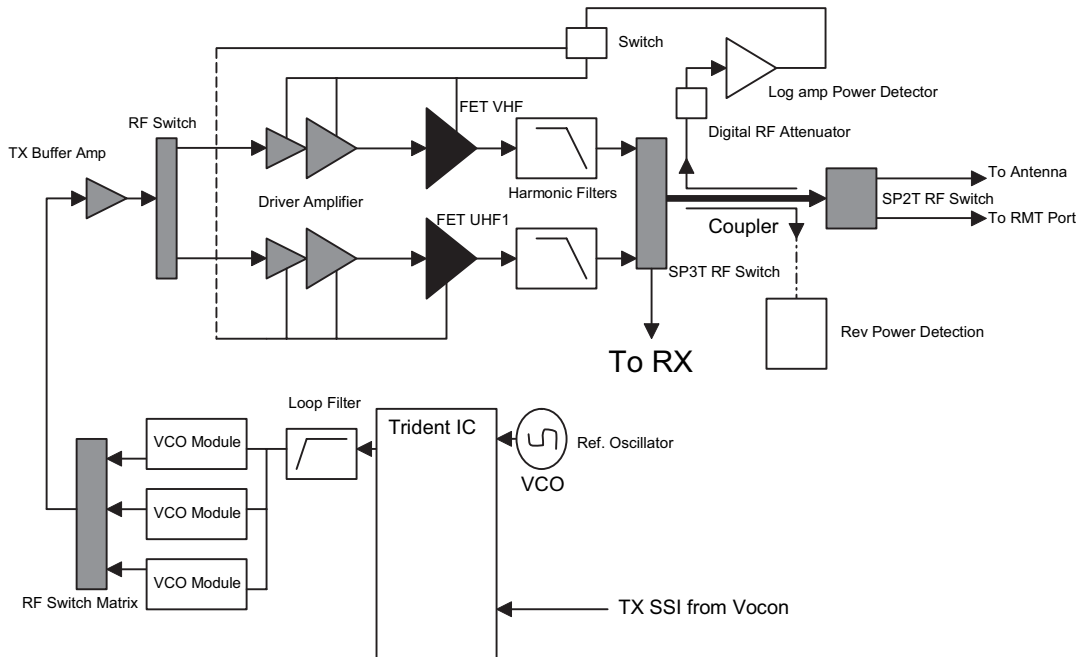 Switch
Log amp Power Detector
FET VHF
RF Switch
Digital RF Attenuator
TX Buffer Amp
To Antenna
Harmonic Filters
SP2T RF Switch
Driver Amplifier
To RMT Port
FET UHF1
Coupler
SP3T RF Switch
Rev Power Detection
To RX
Loop Filter
Trident IC
VCO Module
Ref. Oscillator
VCO
VCO Module
VCO Module
RF Switch Matrix
TX SSI from Vocon